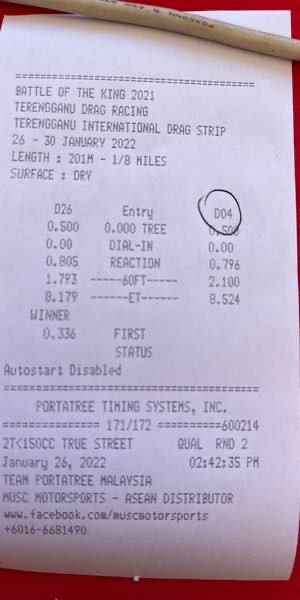 ==================================
BATTLE OF THE KING 2021
TERENGGANU DRAG RACING
TERENGGANU INTERNATIONAL DRAG STRIP
26 - 30 JANUARY 2022
LENGTH : 201M - 1/8 MILES
SURFACE : DRY
D26 Entry D04
0.500 0.000 TREE 0.500
0.00 DIAL-IN 0.00
0.805 REACTION 0.796
1.793 -----60FT----- 2.100
8.179 ------ET------ 8.524
WINNER
0.336 FIRST
STATUS
Autostart Disabled
==================================
PORTATREE TIMING SYSTEMS, INC.
============== 171/172 ==========600214
2T<150CC TRUE STREET QUAL RND 2
January 26, 2022 02:42:35 PM
TEAM PORTATREE MALAYSIA
MUSC MOTORSPORTS - ASEAN DISTRIBUTOR
www.facebook.com/muscmotorsports
+6016-6681490